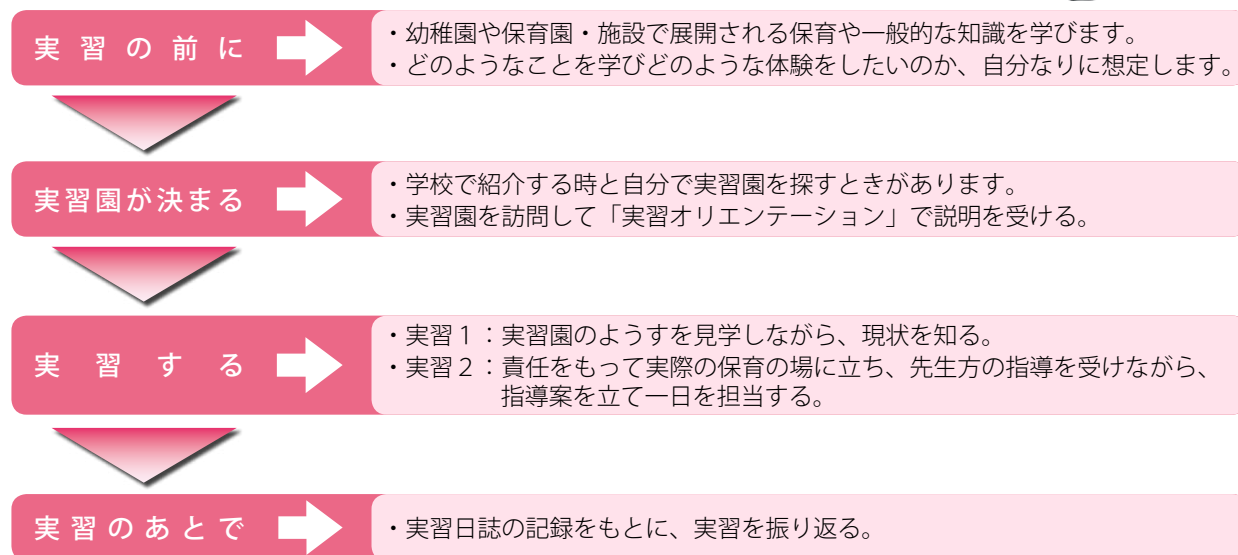 実習の前に
・幼稚園や保育園・施設で展開される保育や一般的な知識を学びます。
・どのようなことを学びどのような体験をしたいのか、自分なりに想定します。
実習園が決まる
・学校で紹介する時と自分で実習園を探すときがあります。
・実習園を訪問して「実習オリエンテーション」で説明を受ける。
実習する
・実習１：実習園のようすを見学しながら、現状を知る。
・実習２：責任をもって実際の保育の場に立ち、先生方の指導を受けながら、
指導案を立て一日を担当する。
実習のあとで
・実習日誌の記録をもとに、実習を振り返る。